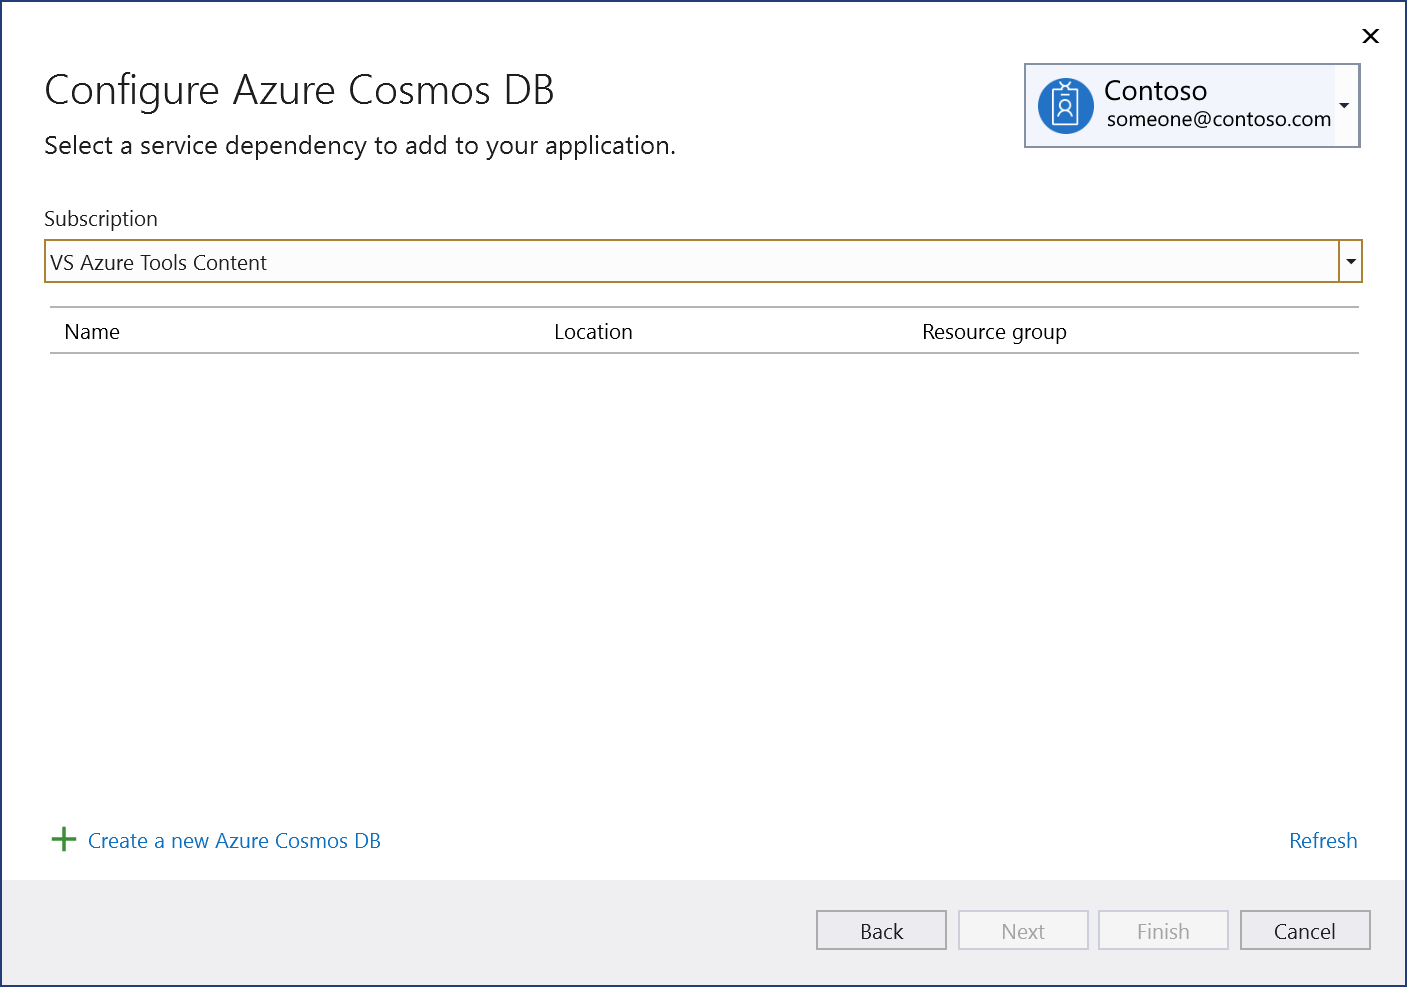 Configure Azure Cosmos DB
Select a service dependency to add to your application.
Contoso
someone@contoso.com
Subscription
VS Azure Tools Content
Name Location Resource group
Create a new Azure Cosmos DB Refresh
Back Next Finish Cancel